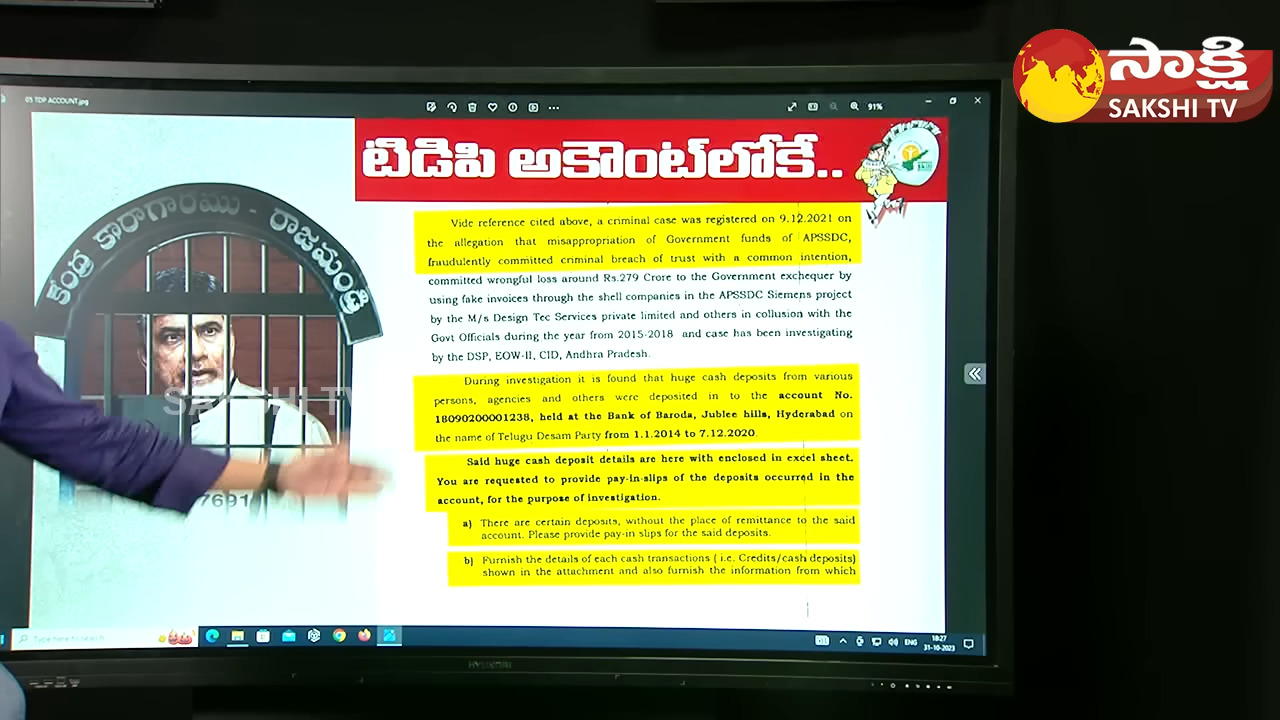 సాక్షి
SAKSHI TV
05 TDP ACCOUNT.jpg
91%
టిడిపి అకౌంట్‌లోకే..
కేంద్ర కారాగారము - రాజమండ్రి
SAKSHI TV
7691
Vide reference cited above, a criminal case was registered on 9.12.2021 on
the allegation that misappropriation of Government funds of APSSDC,
fraudulently committed criminal breach of trust with a common intention,
committed wrongful loss around Rs.279 Crore to the Government exchequer by
using fake invoices through the shell companies in the APSSDC Siemens project
by the M/s Design Tec Services private limited and others in collusion with the
Govt Officials during the year from 2015-2018 and case has been investigating
by the DSP, EOW-II, CID, Andhra Pradesh.
During investigation it is found that huge cash deposits from various
persons, agencies and others were deposited in to the account No.
18090200001238, held at the Bank of Baroda, Jublee hills, Hyderabad on
the name of Telugu Desam Party from 1.1.2014 to 7.12.2020.
Said huge cash deposit details are here with enclosed in excel sheet.
You are requested to provide pay-in-slips of the deposits occurred in the
account, for the purpose of investigation.
a) There are certain deposits, without the place of remittance to the said
account. Please provide pay-in slips for the said deposits.
b) Furnish the details of each cash transactions ( i.e. Credits/cash deposits)
shown in the attachment and also furnish the information from which
Type here to search
ENG
18:27
31-10-2023
HYUNDAI